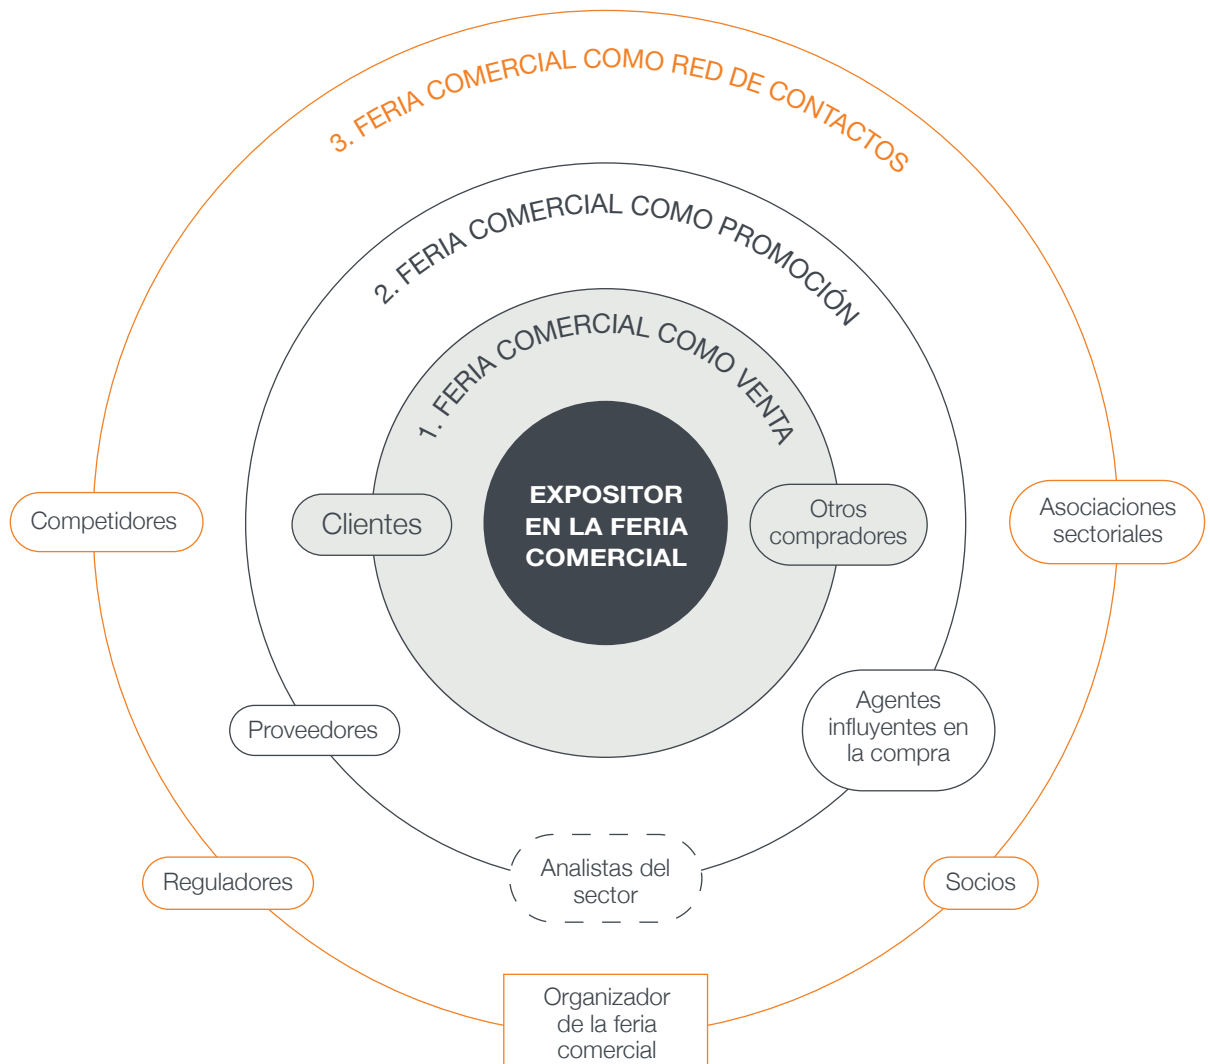 3. FERIA COMERCIAL COMO RED DE CONTACTOS
2. FERIA COMERCIAL COMO PROMOCIÓN
1. FERIA COMERCIAL COMO VENTA
EXPOSITOR
EN LA FERIA
COMERCIAL
Competidores
Clientes
Otros
compradores
Asociaciones
sectoriales
Proveedores
Agentes
influyentes en
la compra
Reguladores
Analistas del
sector
Socios
Organizador
de la feria
comercial